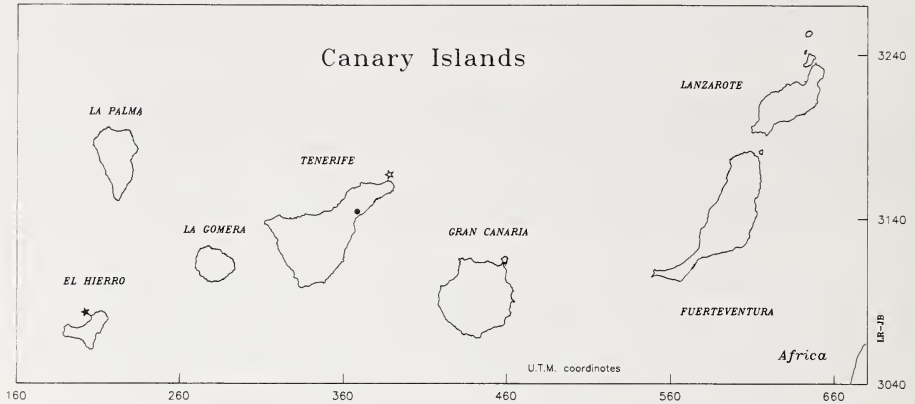 Canary Islands
3240
LANZAROTE
LA PALMA
TENERIFE
3140
LA GOMERA
GRAN CANARIA
EL HIERRO
FUERTEVENTURA
LR-JB
Africa
U.T.M. coordinotes
3040
160 260 360 460 560 660